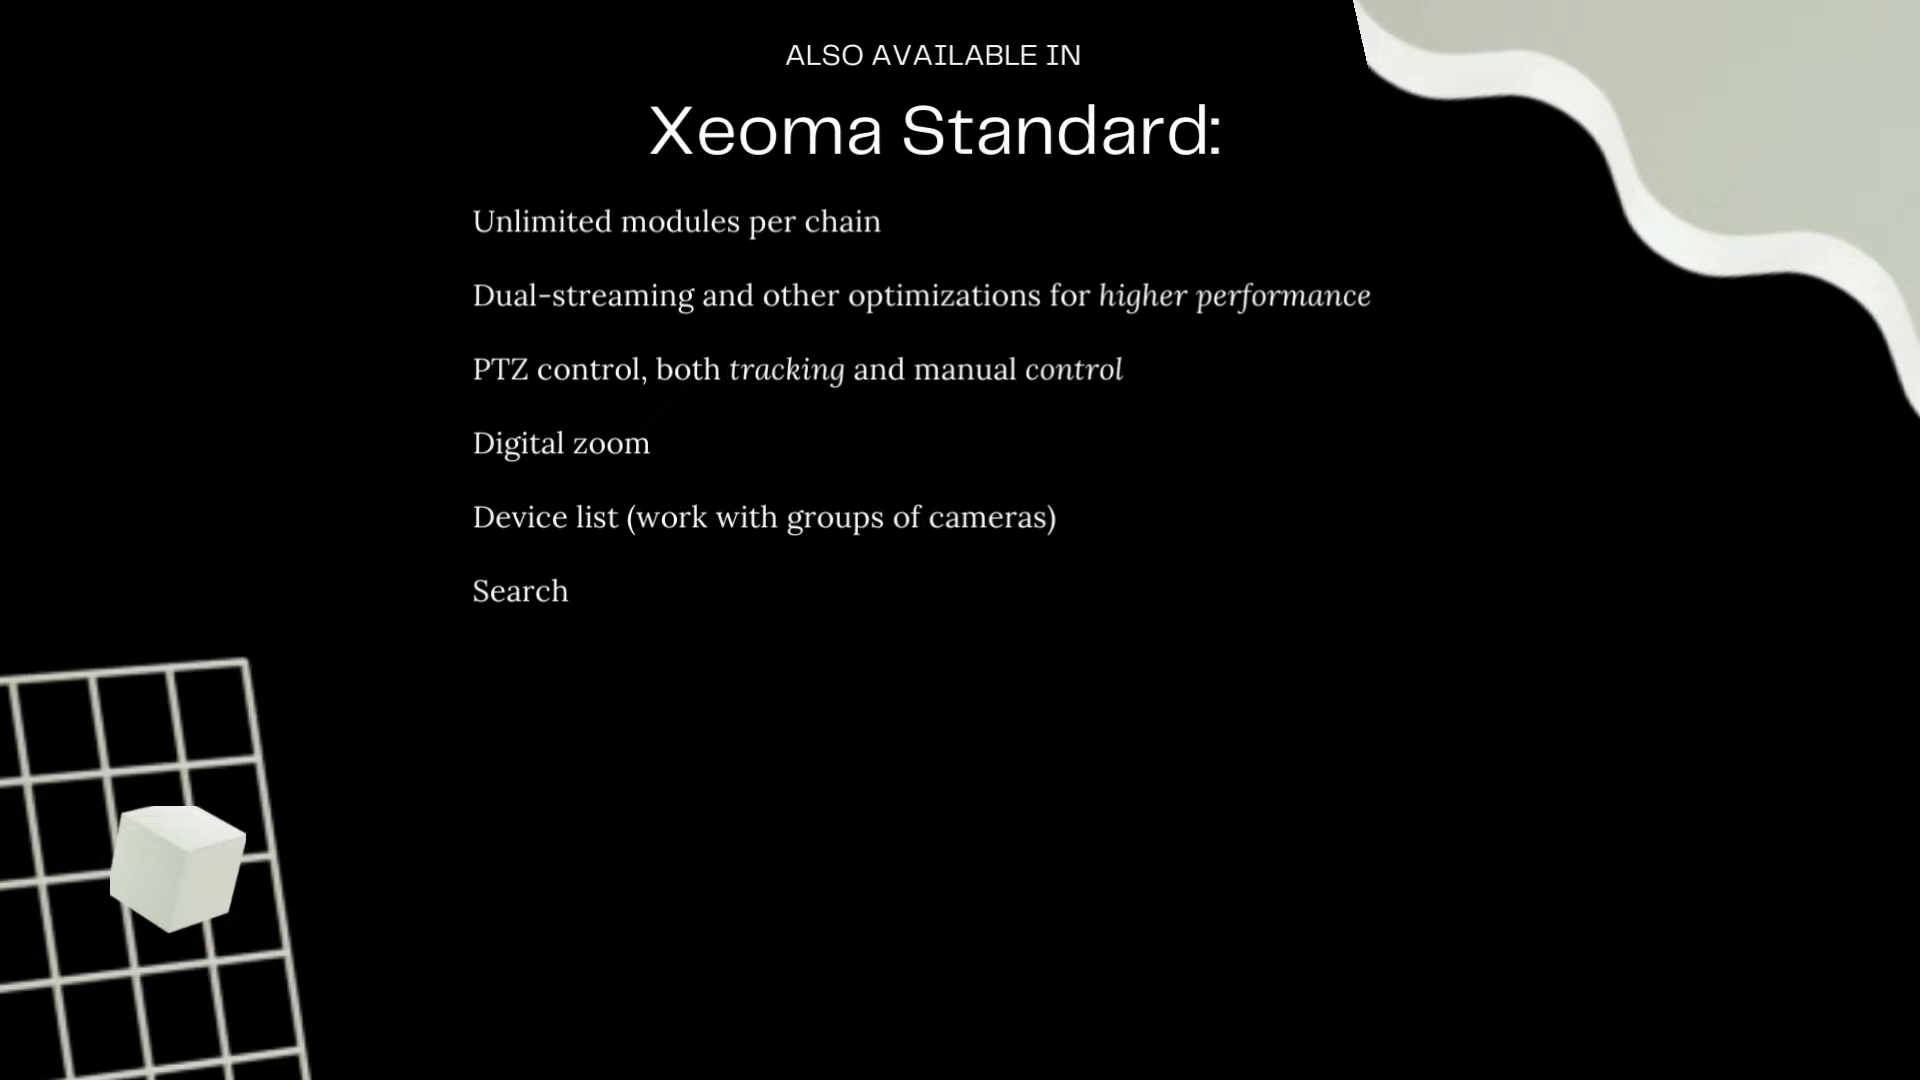 ALSO AVAILABLE IN
Xeoma Standard:
Unlimited modules per chain
Dual-streaming and other optimizations for higher performance
PTZ control, both tracking and manual control
Digital zoom
Device list (work with groups of cameras)
Search